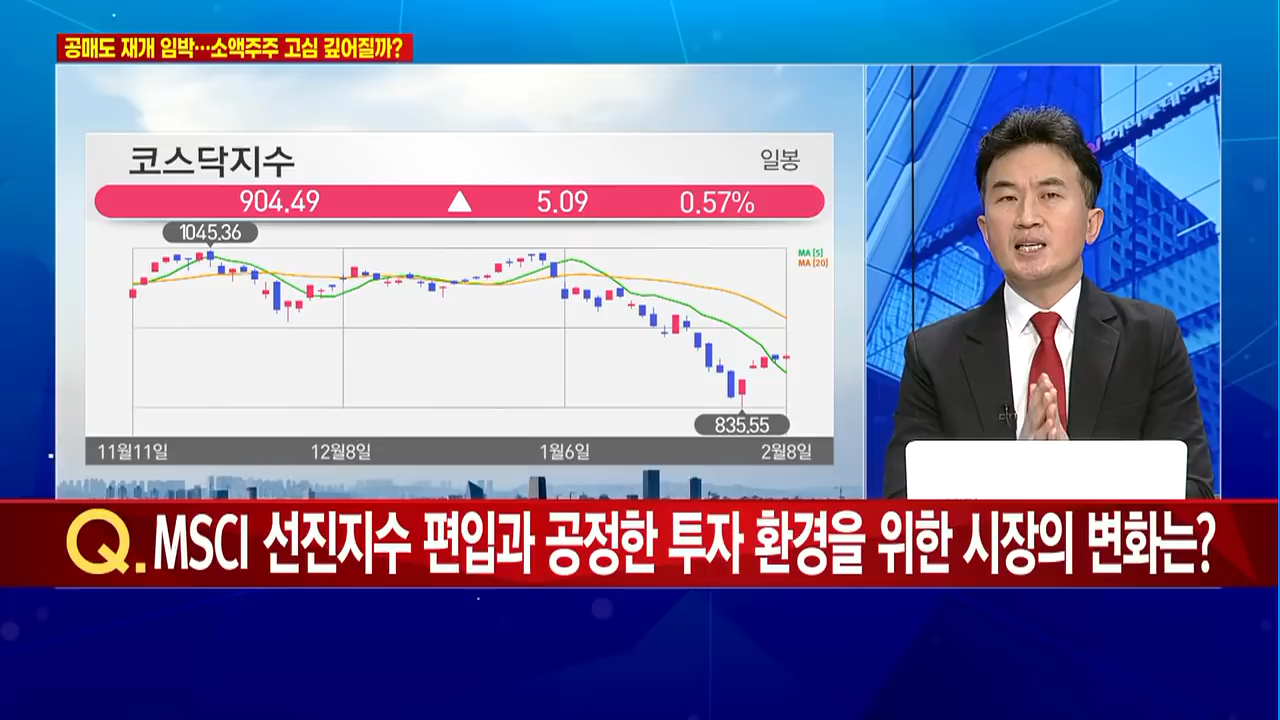 공매도 재개 임박…소액주주 고심 깊어질까?
코스닥지수
일봉
904.49 ▲ 5.09 0.57%
1045.36
MA [5]
MA [20]
835.55
11월11일 12월8일 1월6일 2월8일
Q. MSCI 선진지수 편입과 공정한 투자 환경을 위한 시장의 변화는?